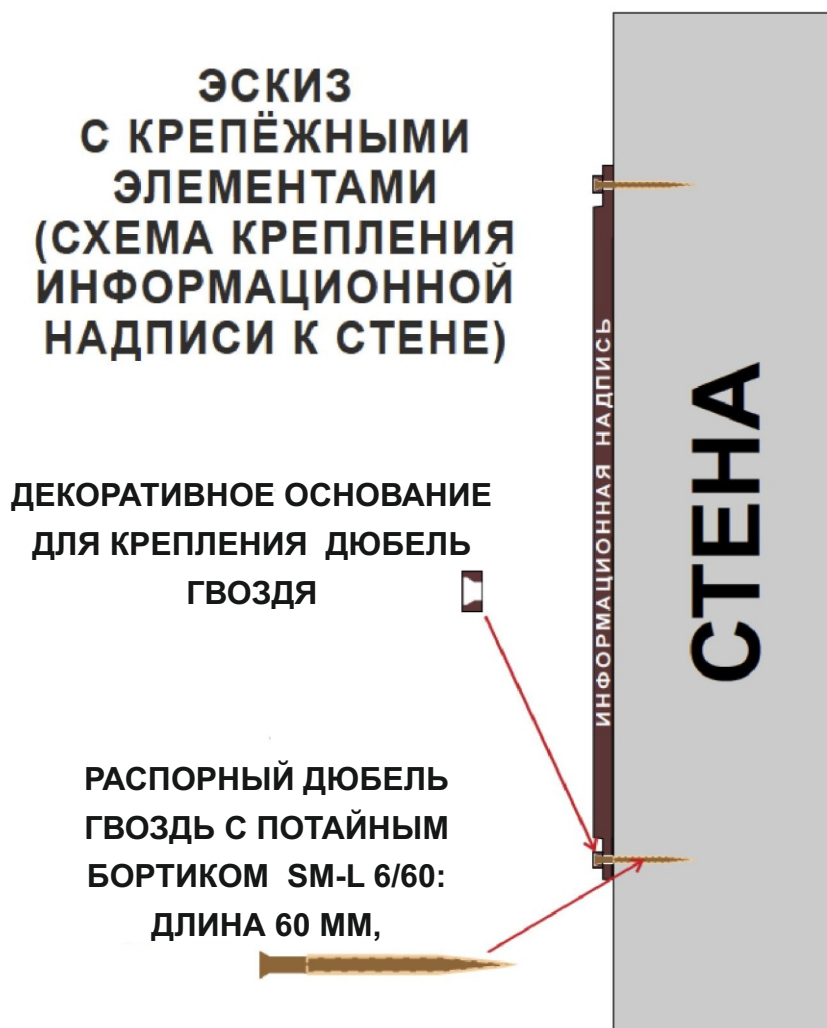 ЭСКИЗ
С КРЕПЁЖНЫМИ
ЭЛЕМЕНТАМИ
(СХЕМА КРЕПЛЕНИЯ
ИНФОРМАЦИОННОЙ
НАДПИСИ К СТЕНЕ)
ДЕКОРАТИВНОЕ ОСНОВАНИЕ
ДЛЯ КРЕПЛЕНИЯ ДЮБЕЛЬ
ГВОЗДЯ
РАСПОРНЫЙ ДЮБЕЛЬ
ГВОЗДЬ С ПОТАЙНЫМ
БОРТИКОМ SM-L 6/60:
ДЛИНА 60 ММ,
ИНФОРМАЦИОННАЯ НАДПИСЬ
СТЕНА